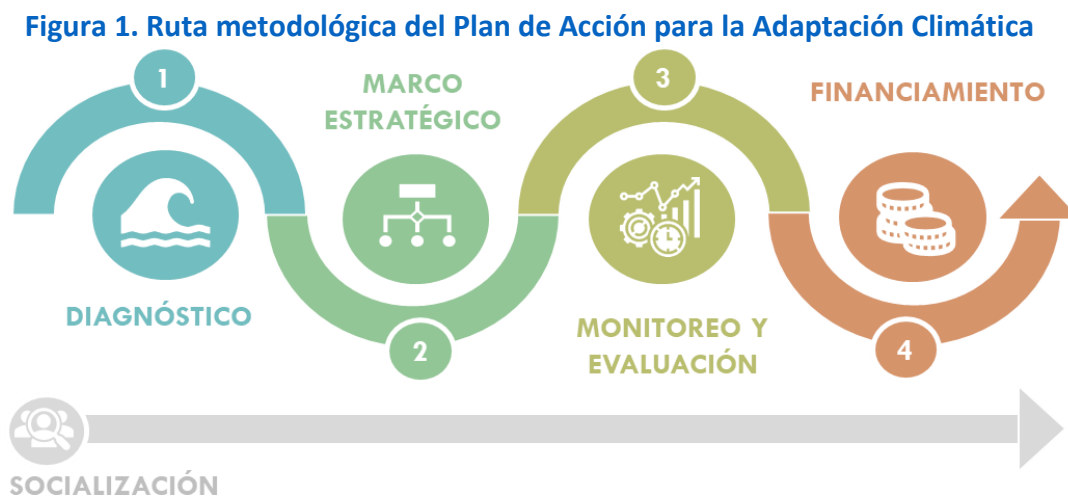 Figura 1. Ruta metodológica del Plan de Acción para la Adaptación Climática
1
DIAGNÓSTICO
MARCO
ESTRATÉGICO
2
3
MONITOREO Y
EVALUACIÓN
FINANCIAMIENTO
4
SOCIALIZACIÓN